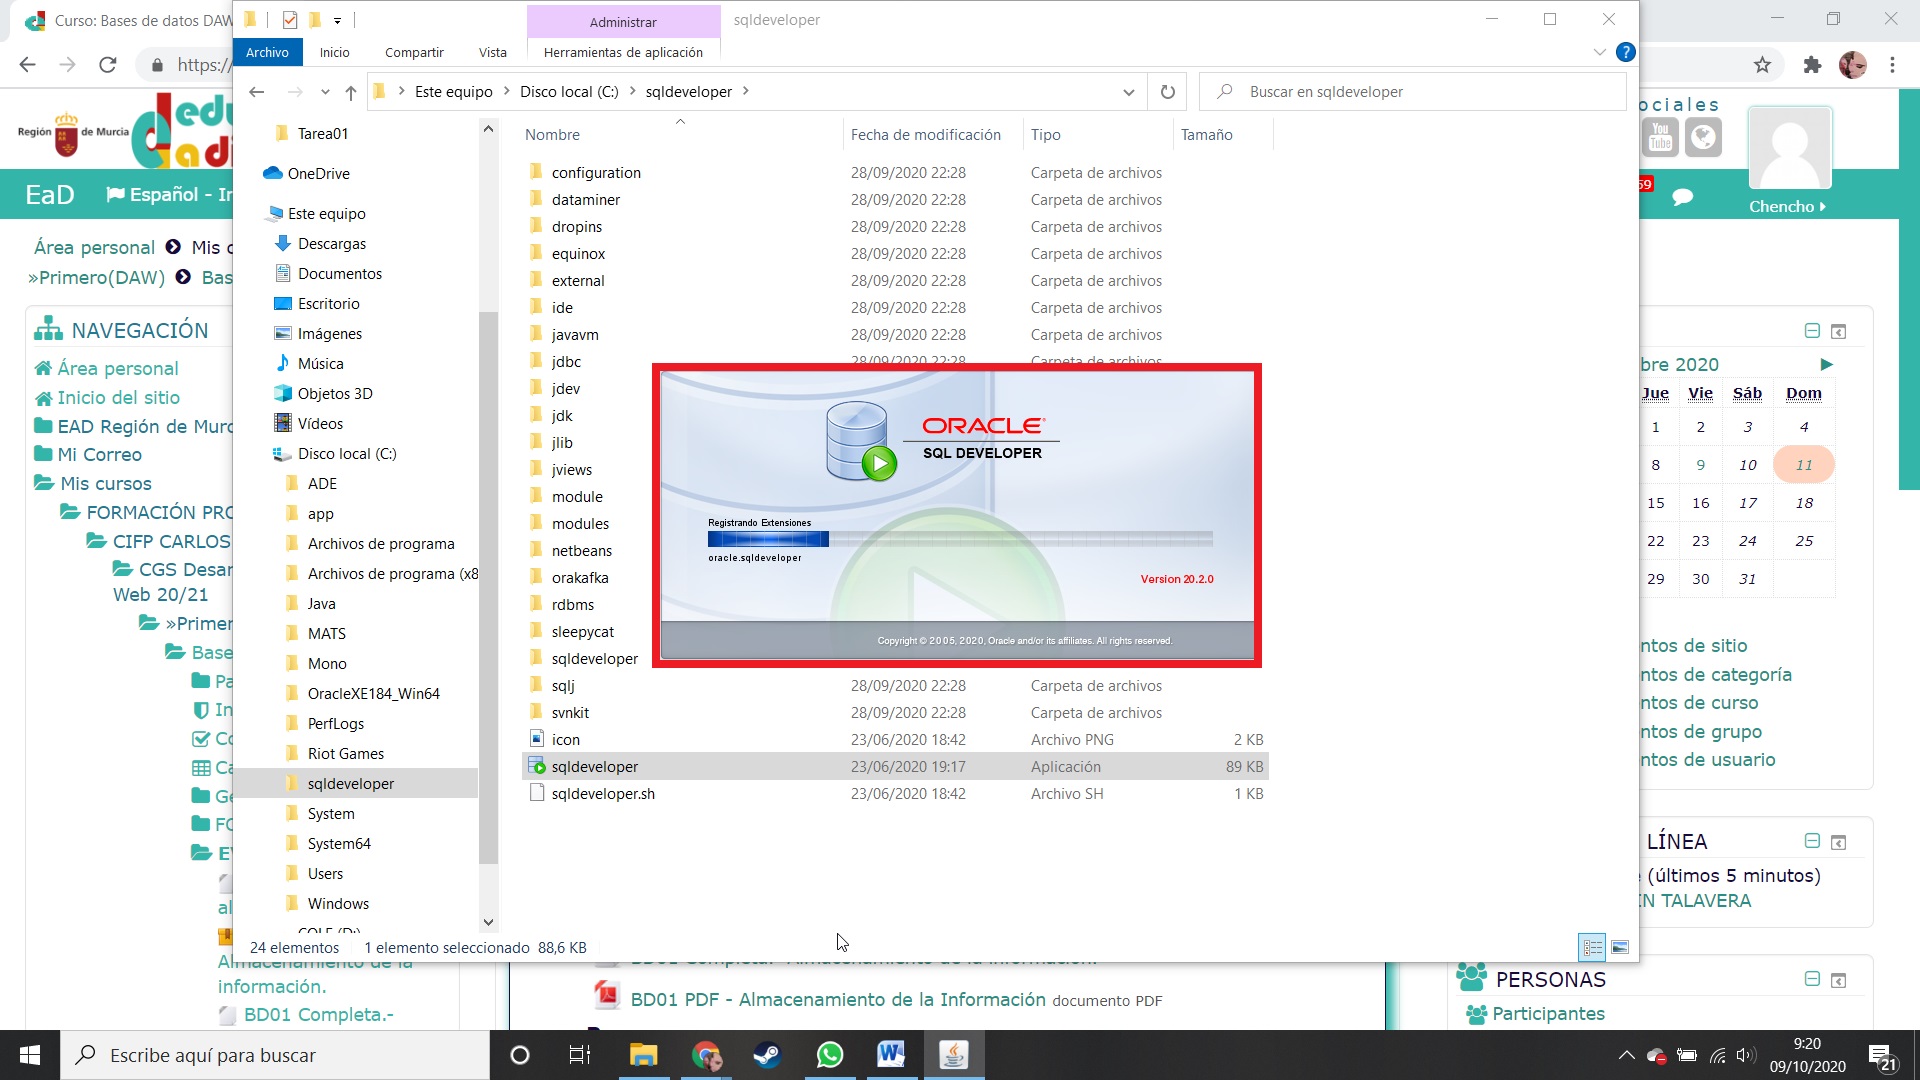 Curso: Bases de datos DAW
Administrar
sqldeveloper
Archivo
Inicio
Compartir
Vista
Herramientas de aplicación
?
https:/
Este equipo
Disco local (C:)
sqldeveloper
Buscar en sqldeveloper
Región de Murcia
ociales
You Tube
EaD
Español - In
59
Chencho
Área personal
Mis c
»Primero(DAW)
Bas
NAVEGACIÓN
Área personal
Inicio del sitio
EAD Región de Murc
Mi Correo
Mis cursos
FORMACIÓN PRO
CIFP CARLOS
CGS Desar
Web 20/21
»Primer
Base
Pa
In
Co
Ca
Ge
FO
E
al
Almacenamiento de la
información.
BD01 Completa.-
Tarea01
OneDrive
Este equipo
Descargas
Documentos
Escritorio
Imágenes
Música
Objetos 3D
Vídeos
Disco local (C:)
ADE
app
Archivos de programa
Archivos de programa (x8
Java
MATS
Mono
OracleXE184_Win64
PerfLogs
Riot Games
sqldeveloper
System
System64
Users
Windows
COLE (D:)
Nombre Fecha de modificación Tipo Tamaño
configuration 28/09/2020 22:28 Carpeta de archivos
dataminer 28/09/2020 22:28 Carpeta de archivos
dropins 28/09/2020 22:28 Carpeta de archivos
equinox 28/09/2020 22:28 Carpeta de archivos
external 28/09/2020 22:28 Carpeta de archivos
ide 28/09/2020 22:28 Carpeta de archivos
javavm 28/09/2020 22:28 Carpeta de archivos
jdbc 28/09/2020 22:28 Carpeta de archivos
jdev
jdk
jlib
jviews
module
modules
netbeans
orakafka
rdbms
sleepycat
sqldeveloper
sqlj 28/09/2020 22:28 Carpeta de archivos
svnkit 28/09/2020 22:28 Carpeta de archivos
icon 23/06/2020 18:42 Archivo PNG 2 KB
sqldeveloper 23/06/2020 19:17 Aplicación 89 KB
sqldeveloper.sh 23/06/2020 18:42 Archivo SH 1 KB
ORACLE
SQL DEVELOPER
Registrando Extensiones
oracle.sqldeveloper
Version 20.2.0
Copyright © 2005, 2020, Oracle and/or its affiliates. All rights reserved.
24 elementos
1 elemento seleccionado 88,6 KB
BD01 Completa.- Almacenamiento de la información.
BD01 PDF - Almacenamiento de la Información documento PDF
bre 2020
Jue Vie Sáb Dom
1 2 3 4
8 9 10 11
15 16 17 18
22 23 24 25
29 30 31
ntos de sitio
ntos de categoría
ntos de curso
ntos de grupo
ntos de usuario
LÍNEA
(últimos 5 minutos)
N TALAVERA
PERSONAS
Participantes
Escribe aquí para buscar
9:20
09/10/2020
21